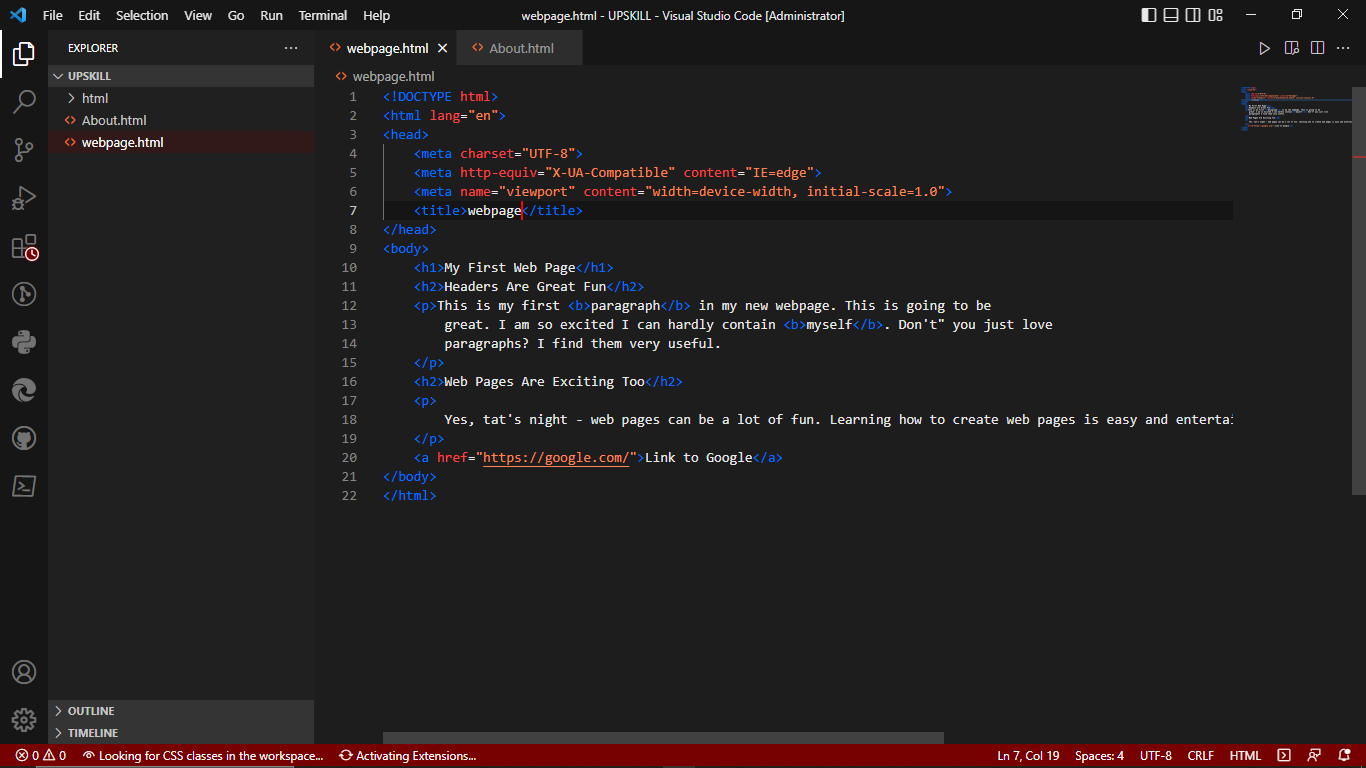 File Edit Selection View Go Run Terminal Help webpage.html - UPSKILL - Visual Studio Code [Administrator]
EXPLORER
UPSKILL
html
About.html
webpage.html
OUTLINE
TIMELINE
webpage.html About.html
webpage.html
1 <!DOCTYPE html>
2 <html lang="en">
3 <head>
4 <meta charset="UTF-8">
5 <meta http-equiv="X-UA-Compatible" content="IE=edge">
6 <meta name="viewport" content="width=device-width, initial-scale=1.0">
7 <title>webpage</title>
8 </head>
9 <body>
10 <h1>My First Web Page</h1>
11 <h2>Headers Are Great Fun</h2>
12 <p>This is my first <b>paragraph</b> in my new webpage. This is going to be
13 great. I am so excited I can hardly contain <b>myself</b>. Don't" you just love
14 paragraphs? I find them very useful.
15 </p>
16 <h2>Web Pages Are Exciting Too</h2>
17 <p>
18 Yes, tat's night - web pages can be a lot of fun. Learning how to create web pages is easy and entertai
19 </p>
20 <a href="https://google.com/">Link to Google</a>
21 </body>
22 </html>
0 0 Looking for CSS classes in the workspace... Activating Extensions... Ln 7, Col 19 Spaces: 4 UTF-8 CRLF HTML